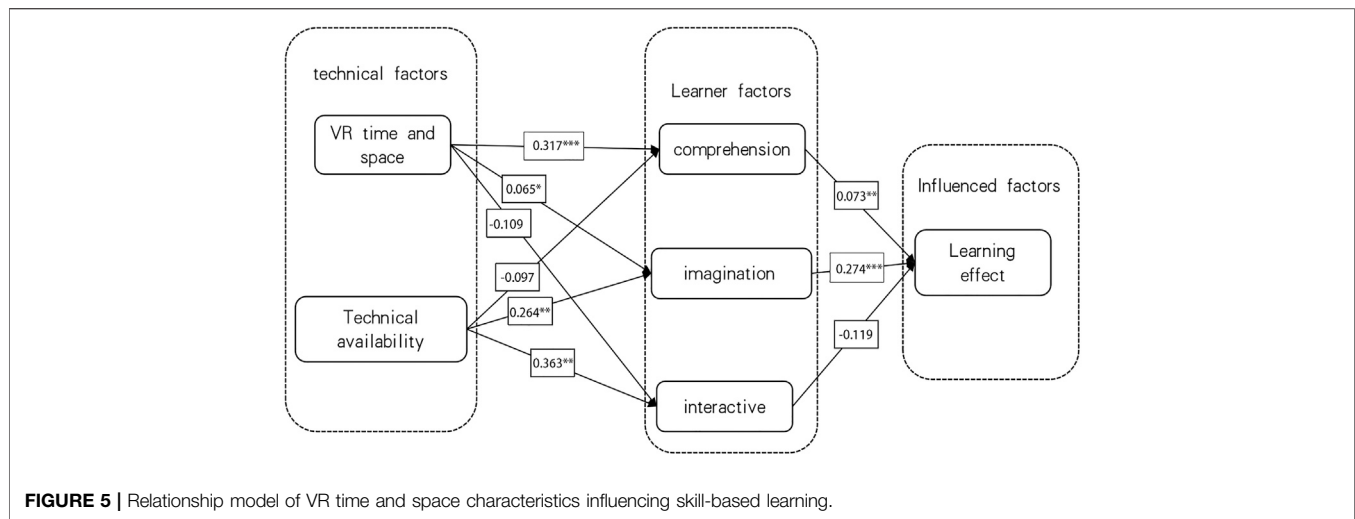 technical factors
VR time and
space
Technical
availability
0.317***
0.065*
-0.109
-0.097
0.264**
0.363**
Learner factors
comprehension
imagination
interactive
0.073**
0.274***
-0.119
Influenced factors
Learning
effect
FIGURE 5 | Relationship model of VR time and space characteristics influencing skill-based learning.